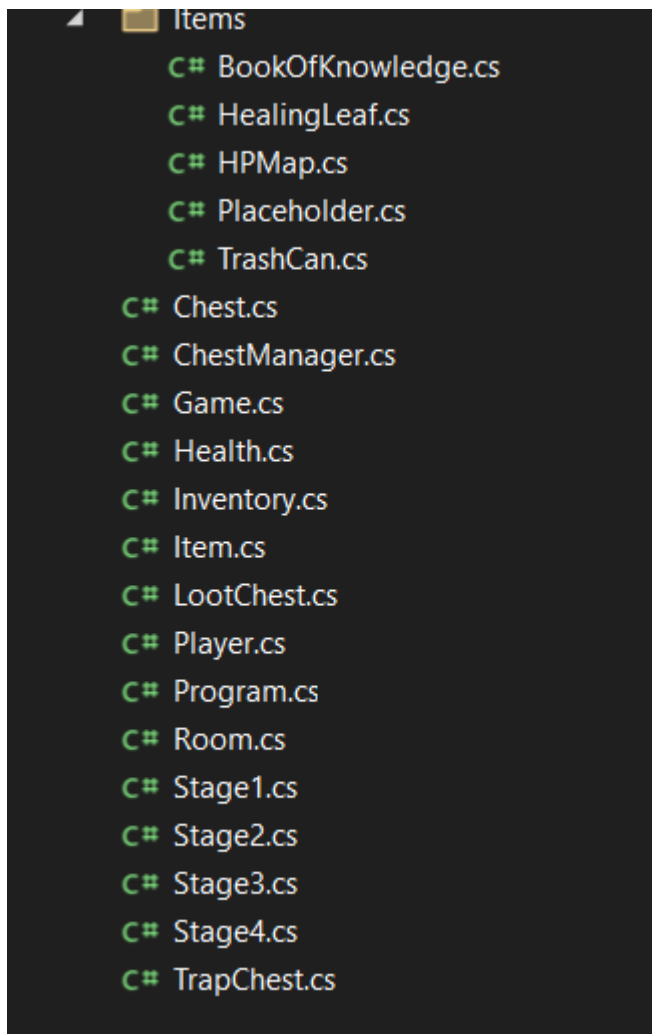 Items
C# BookOfKnowledge.cs
C# HealingLeaf.cs
C# HPMap.cs
C# Placeholder.cs
C# TrashCan.cs
C# Chest.cs
C# ChestManager.cs
C# Game.cs
C# Health.cs
C# Inventory.cs
C# Item.cs
C# LootChest.cs
C# Player.cs
C# Program.cs
C# Room.cs
C# Stage1.cs
C# Stage2.cs
C# Stage3.cs
C# Stage4.cs
C# TrapChest.cs